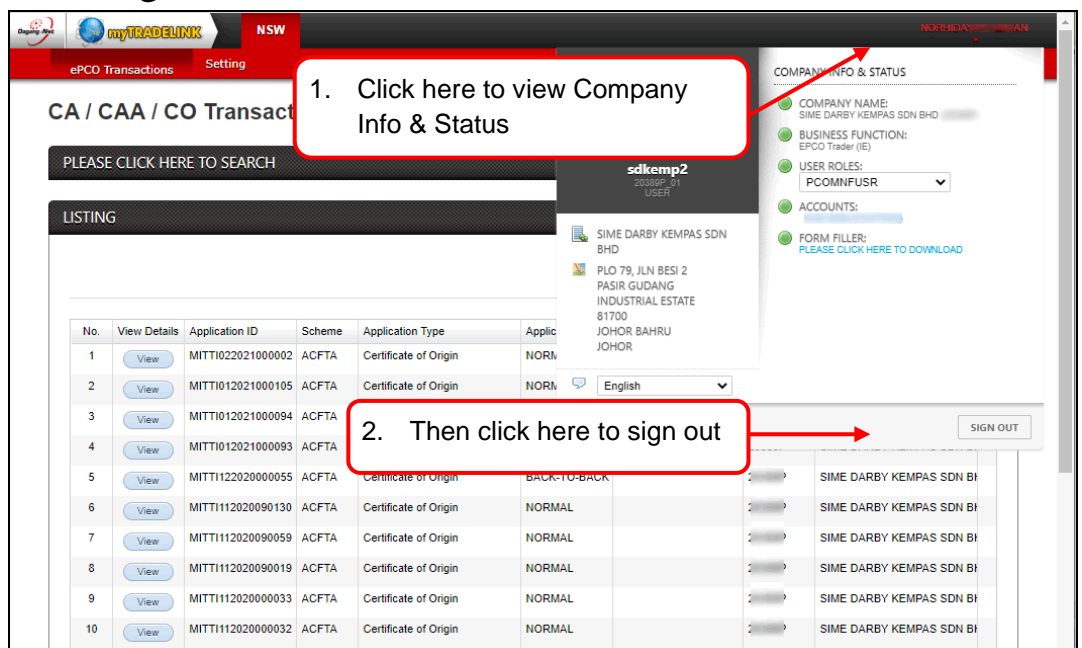 Dagang Net
myTRADELINK
NSW
ePCO Transactions
Setting
CA / CAA / CO Transact
1. Click here to view Company
Info & Status
PLEASE CLICK HERE TO SEARCH
LISTING
sdkemp2
20389P_01
USER
SIME DARBY KEMPAS SDN
BHD
PLO 79, JLN BESI 2
PASIR GUDANG
INDUSTRIAL ESTATE
81700
JOHOR BAHRU
JOHOR
English
COMPANY INFO & STATUS
COMPANY NAME:
SIME DARBY KEMPAS SDN BHD
BUSINESS FUNCTION:
EPCO Trader (IE)
USER ROLES:
PCOMNFUSR
ACCOUNTS:
FORM FILLER:
PLEASE CLICK HERE TO DOWNLOAD
2. Then click here to sign out
SIGN OUT
No. View Details Application ID Scheme Application Type Applic
1 View MITTI022021000002 ACFTA Certificate of Origin NORM
2 View MITTI012021000105 ACFTA Certificate of Origin NORM
3 View MITTI012021000094 ACFTA
4 View MITTI012021000093 ACFTA
5 View MITTI122020000055 ACFTA Certificate of Origin BACK-TO-BACK SIME DARBY KEMPAS SDN BH
6 View MITTI112020090130 ACFTA Certificate of Origin NORMAL SIME DARBY KEMPAS SDN BH
7 View MITTI112020090059 ACFTA Certificate of Origin NORMAL SIME DARBY KEMPAS SDN BH
8 View MITTI112020090019 ACFTA Certificate of Origin NORMAL SIME DARBY KEMPAS SDN BH
9 View MITTI112020000033 ACFTA Certificate of Origin NORMAL SIME DARBY KEMPAS SDN BH
10 View MITTI112020000032 ACFTA Certificate of Origin NORMAL SIME DARBY KEMPAS SDN BH